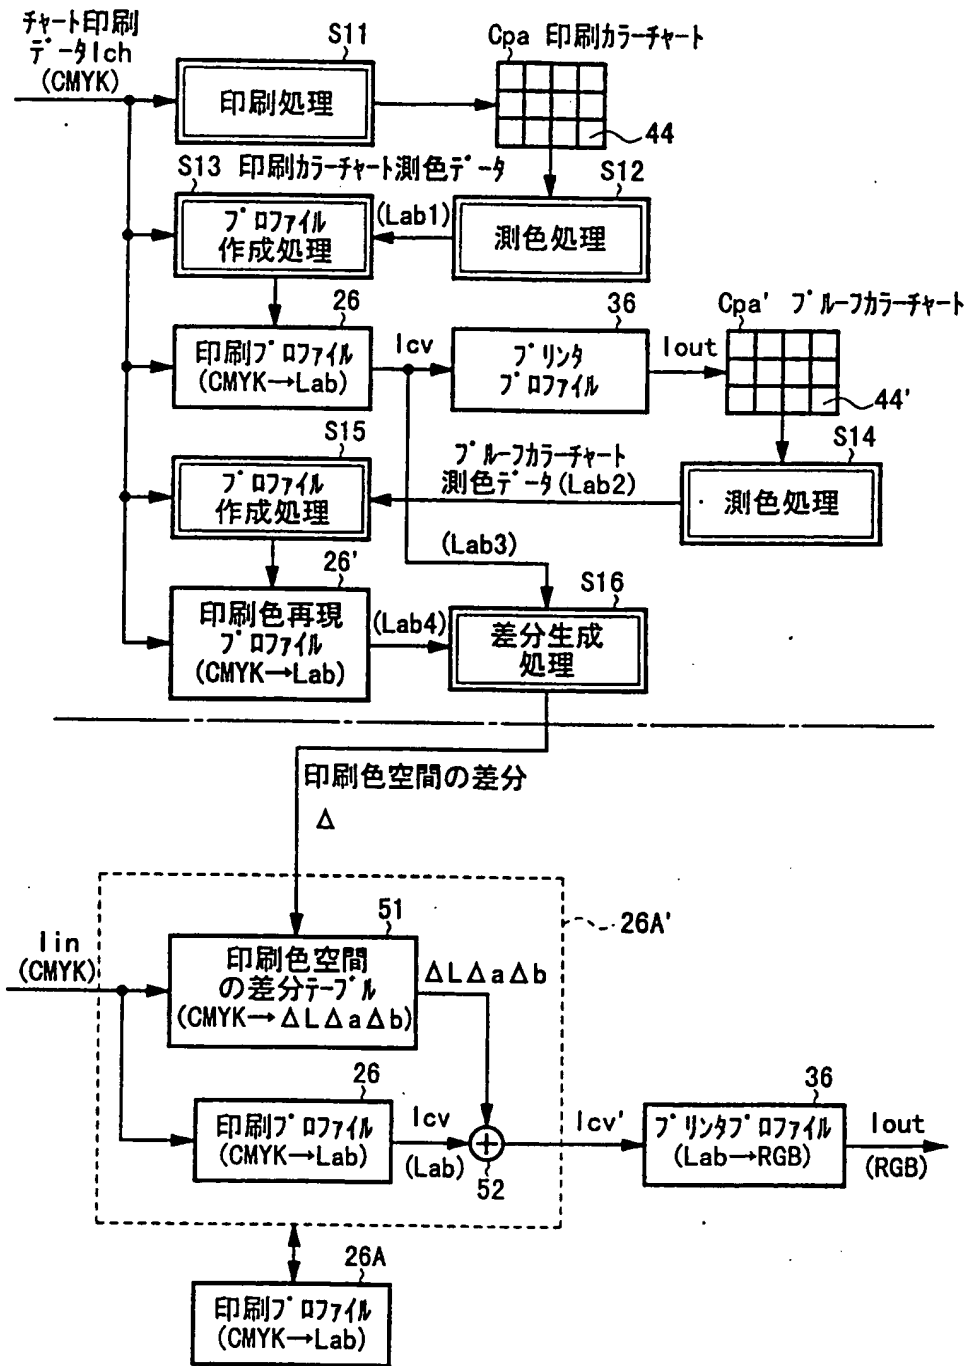 チャート印刷
データIch
(CMYK)
S11
印刷処理
Cpa 印刷カラーチャート
44
S13 印刷カラーチャート測色データ
S12
プロファイル
作成処理
(Lab1)
測色処理
26
印刷プロファイル
(CMYK→Lab)
Icv
36
プリンタ
プロファイル
Iout
Cpa' プルーフカラーチャート
44'
S15
プロファイル
作成処理
プルーフカラーチャート
測色データ(Lab2)
S14
測色処理
(Lab3)
26'
印刷色再現
プロファイル
(CMYK→Lab)
(Lab4)
S16
差分生成
処理
印刷色空間の差分
Δ
Iin
(CMYK)
51
印刷色空間
の差分テーブル
(CMYK→ΔLΔaΔb)
ΔLΔaΔb
26A'
26
印刷プロファイル
(CMYK→Lab)
Icv
(Lab)
+
52
Icv'
36
プリンタプロファイル
(Lab→RGB)
Iout
(RGB)
26A
印刷プロファイル
(CMYK→Lab)